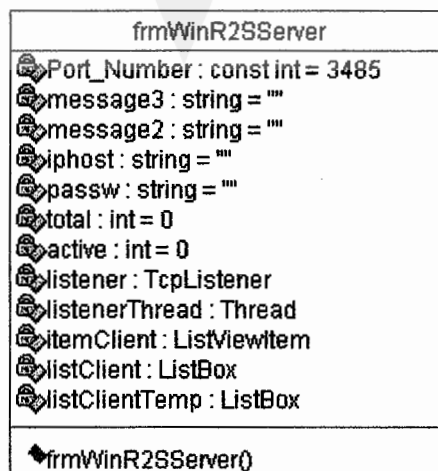 frmWinR2SServer
Port_Number : const int = 3485
message3 : string = ""
message2 : string = ""
iphost : string = ""
passw : string = ""
total : int = 0
active : int = 0
listener : TcpListener
listenerThread : Thread
itemClient : ListViewItem
listClient : ListBox
listClientTemp : ListBox
frmWinR2SServer()